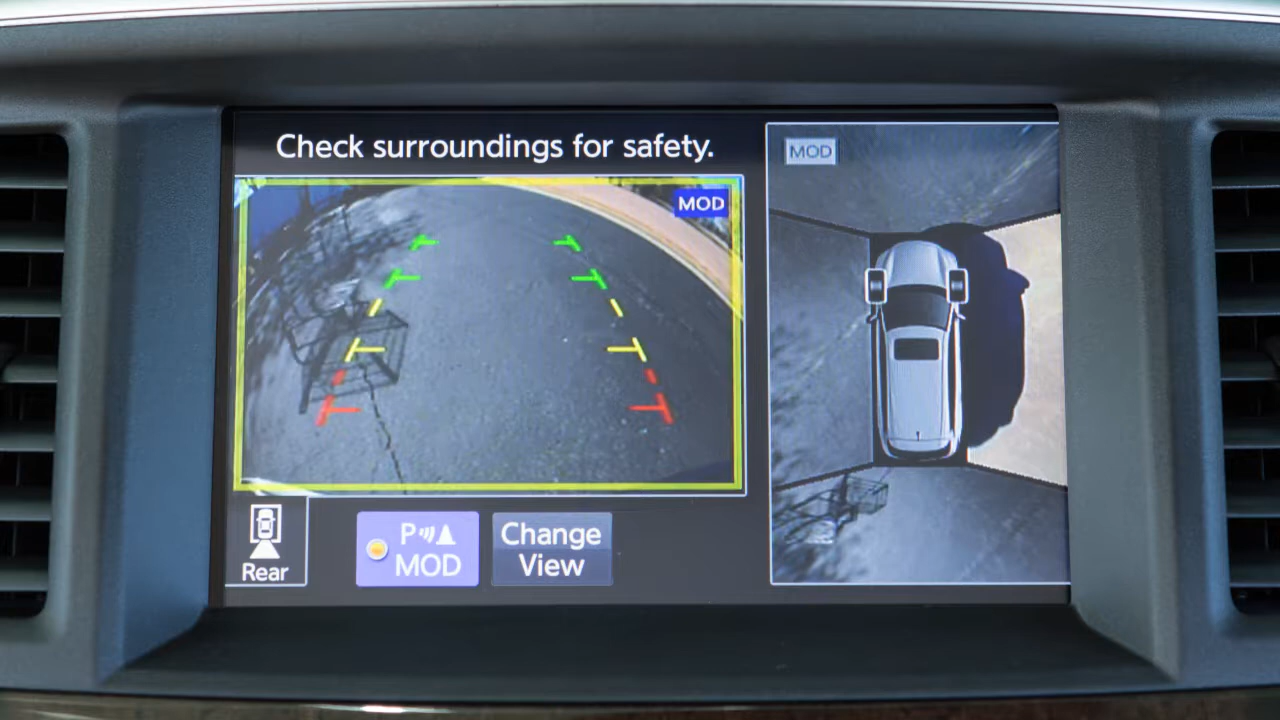 Check surroundings for safety.
MOD
MOD
Rear
P
MOD
Change
View